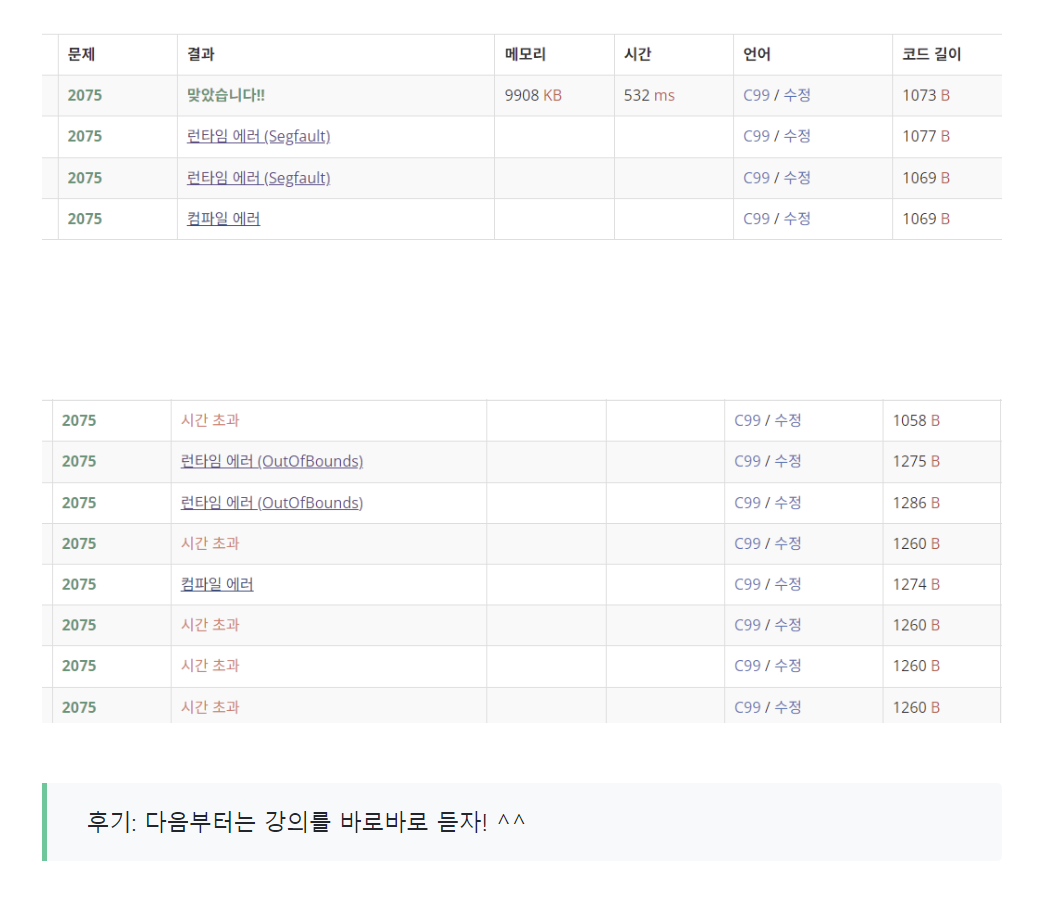 문제 결과 메모리 시간 언어 코드 길이
2075 맞았습니다!! 9908 KB 532 ms C99 / 수정 1073 B
2075 런타임 에러 (Segfault) C99 / 수정 1077 B
2075 런타임 에러 (Segfault) C99 / 수정 1069 B
2075 컴파일 에러 C99 / 수정 1069 B
2075 시간 초과 C99 / 수정 1058 B
2075 런타임 에러 (OutOfBounds) C99 / 수정 1275 B
2075 런타임 에러 (OutOfBounds) C99 / 수정 1286 B
2075 시간 초과 C99 / 수정 1260 B
2075 컴파일 에러 C99 / 수정 1274 B
2075 시간 초과 C99 / 수정 1260 B
2075 시간 초과 C99 / 수정 1260 B
2075 시간 초과 C99 / 수정 1260 B
후기: 다음부터는 강의를 바로바로 듣자! ^^